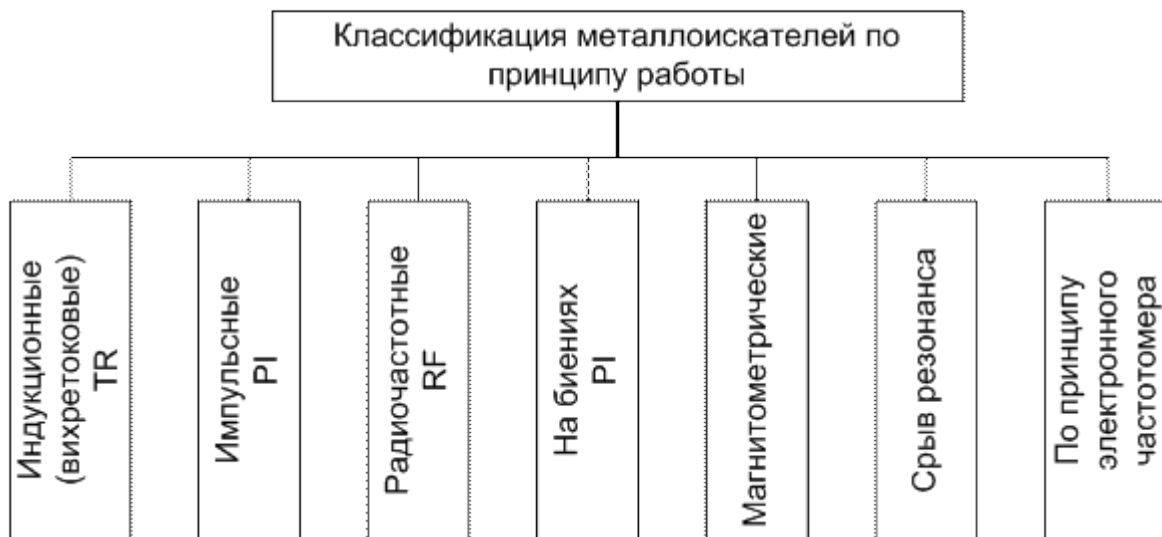 Классификация металлоискателей по
принципу работы
Индукционные
(вихретоковые)
TR
Импульсные
PI
Радиочастотные
RF
На биениях
PI
Магнитометрические
Срыв резонанса
По принципу
электронного
частотомера